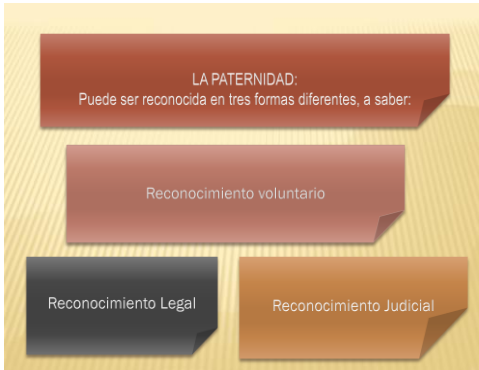 LA PATERNIDAD:
Puede ser reconocida en tres formas diferentes, a saber:
Reconocimiento voluntario
Reconocimiento Legal
Reconocimiento Judicial